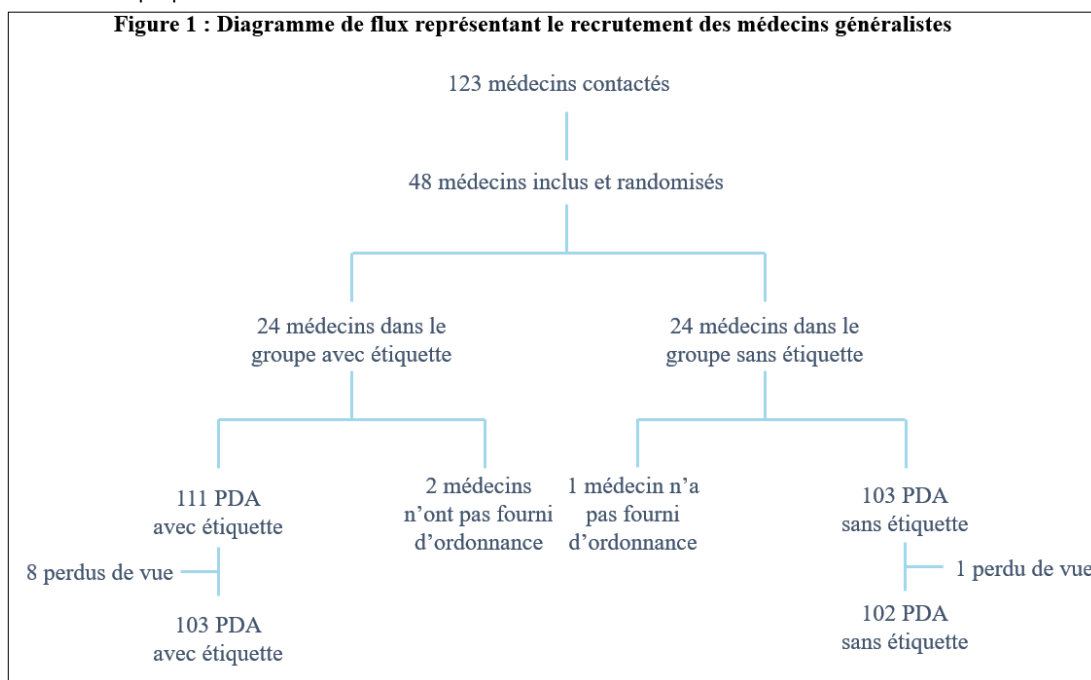 Figure 1 : Diagramme de flux représentant le recrutement des médecins généralistes
123 médecins contactés
48 médecins inclus et randomisés
24 médecins dans le
groupe avec étiquette
24 médecins dans le
groupe sans étiquette
111 PDA
avec étiquette
2 médecins
n’ont pas fourni
d’ordonnance
1 médecin n’a
pas fourni
d’ordonnance
103 PDA
sans étiquette
8 perdus de vue
1 perdu de vue
103 PDA
avec étiquette
102 PDA
sans étiquette